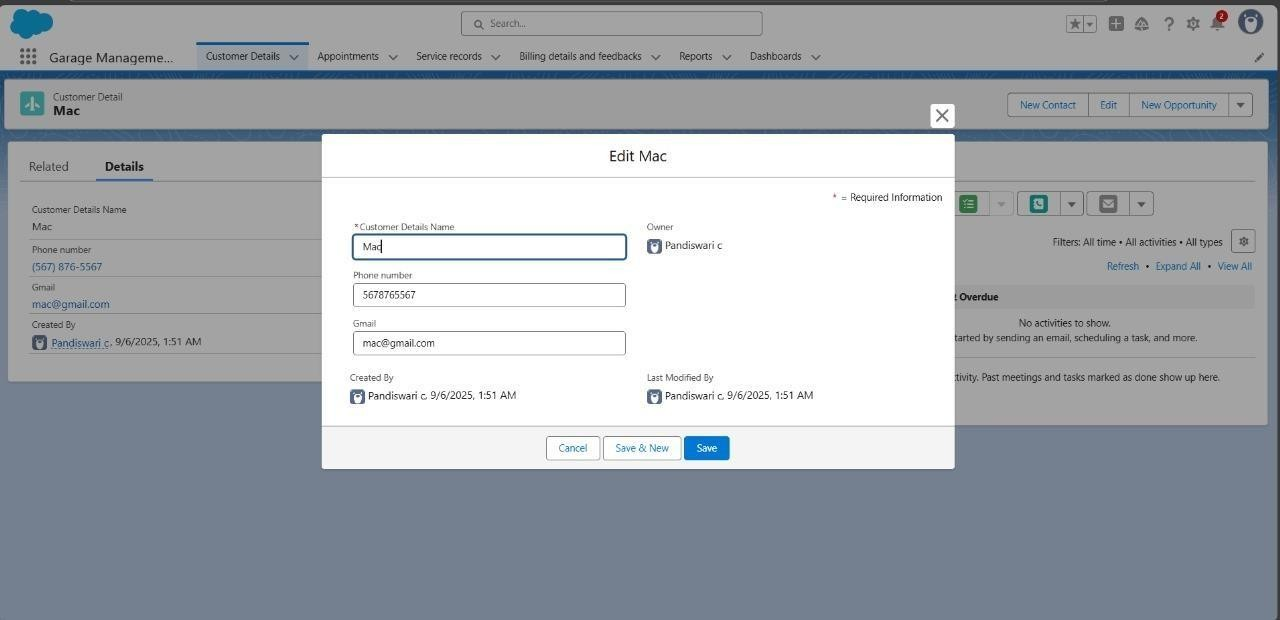 Search...
2
Garage Manageme...
Customer Details
Appointments
Service records
Billing details and feedbacks
Reports
Dashboards
Customer Detail
Mac
New Contact
Edit
New Opportunity
Related
Details
Customer Details Name
Mac
Phone number
(567) 876-5567
Gmail
mac@gmail.com
Created By
Pandiswari c, 9/6/2025, 1:51 AM
Edit Mac
* = Required Information
*Customer Details Name
Mac
Owner
Pandiswari c
Phone number
5678765567
Gmail
mac@gmail.com
Created By
Pandiswari c, 9/6/2025, 1:51 AM
Last Modified By
Pandiswari c, 9/6/2025, 1:51 AM
Cancel
Save & New
Save
Filters: All time • All activities • All types
Refresh • Expand All • View All
Overdue
No activities to show.
started by sending an email, scheduling a task, and more.
tivity. Past meetings and tasks marked as done show up here.